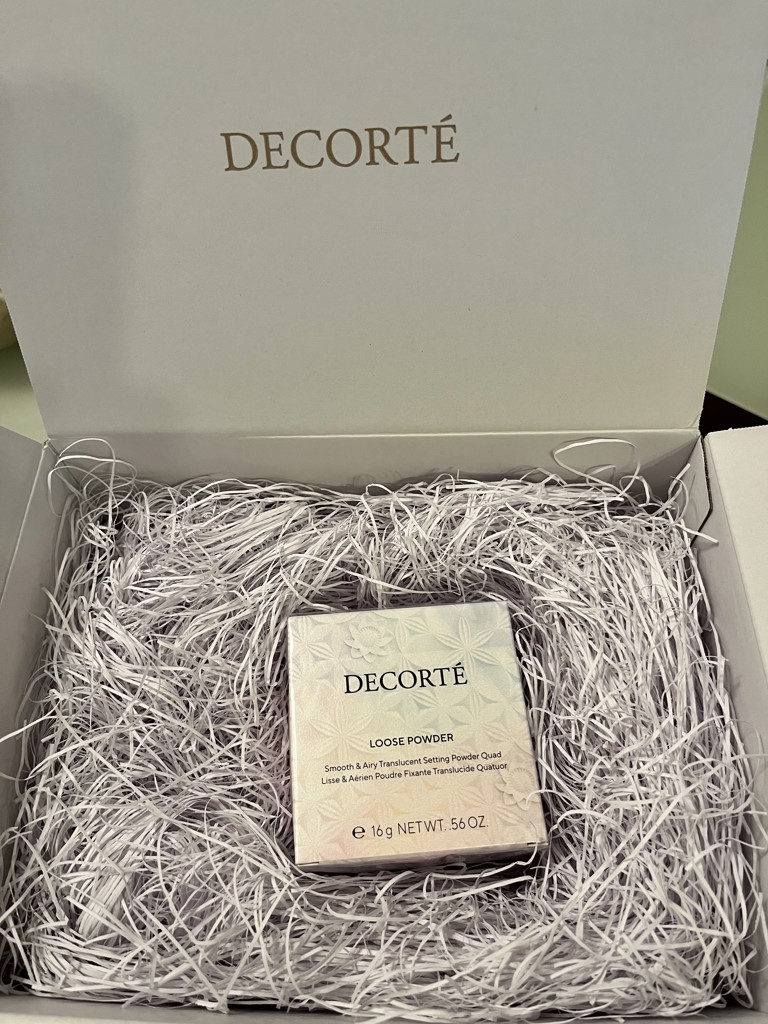 DECORTÉ
DECORTÉ
LOOSE POWDER
Smooth & Airy Translucent Setting Powder Quad
Lisse & Aérien Poudre Fixante Translucide Quatuor
℮ 16g NET WT. .56 OZ.